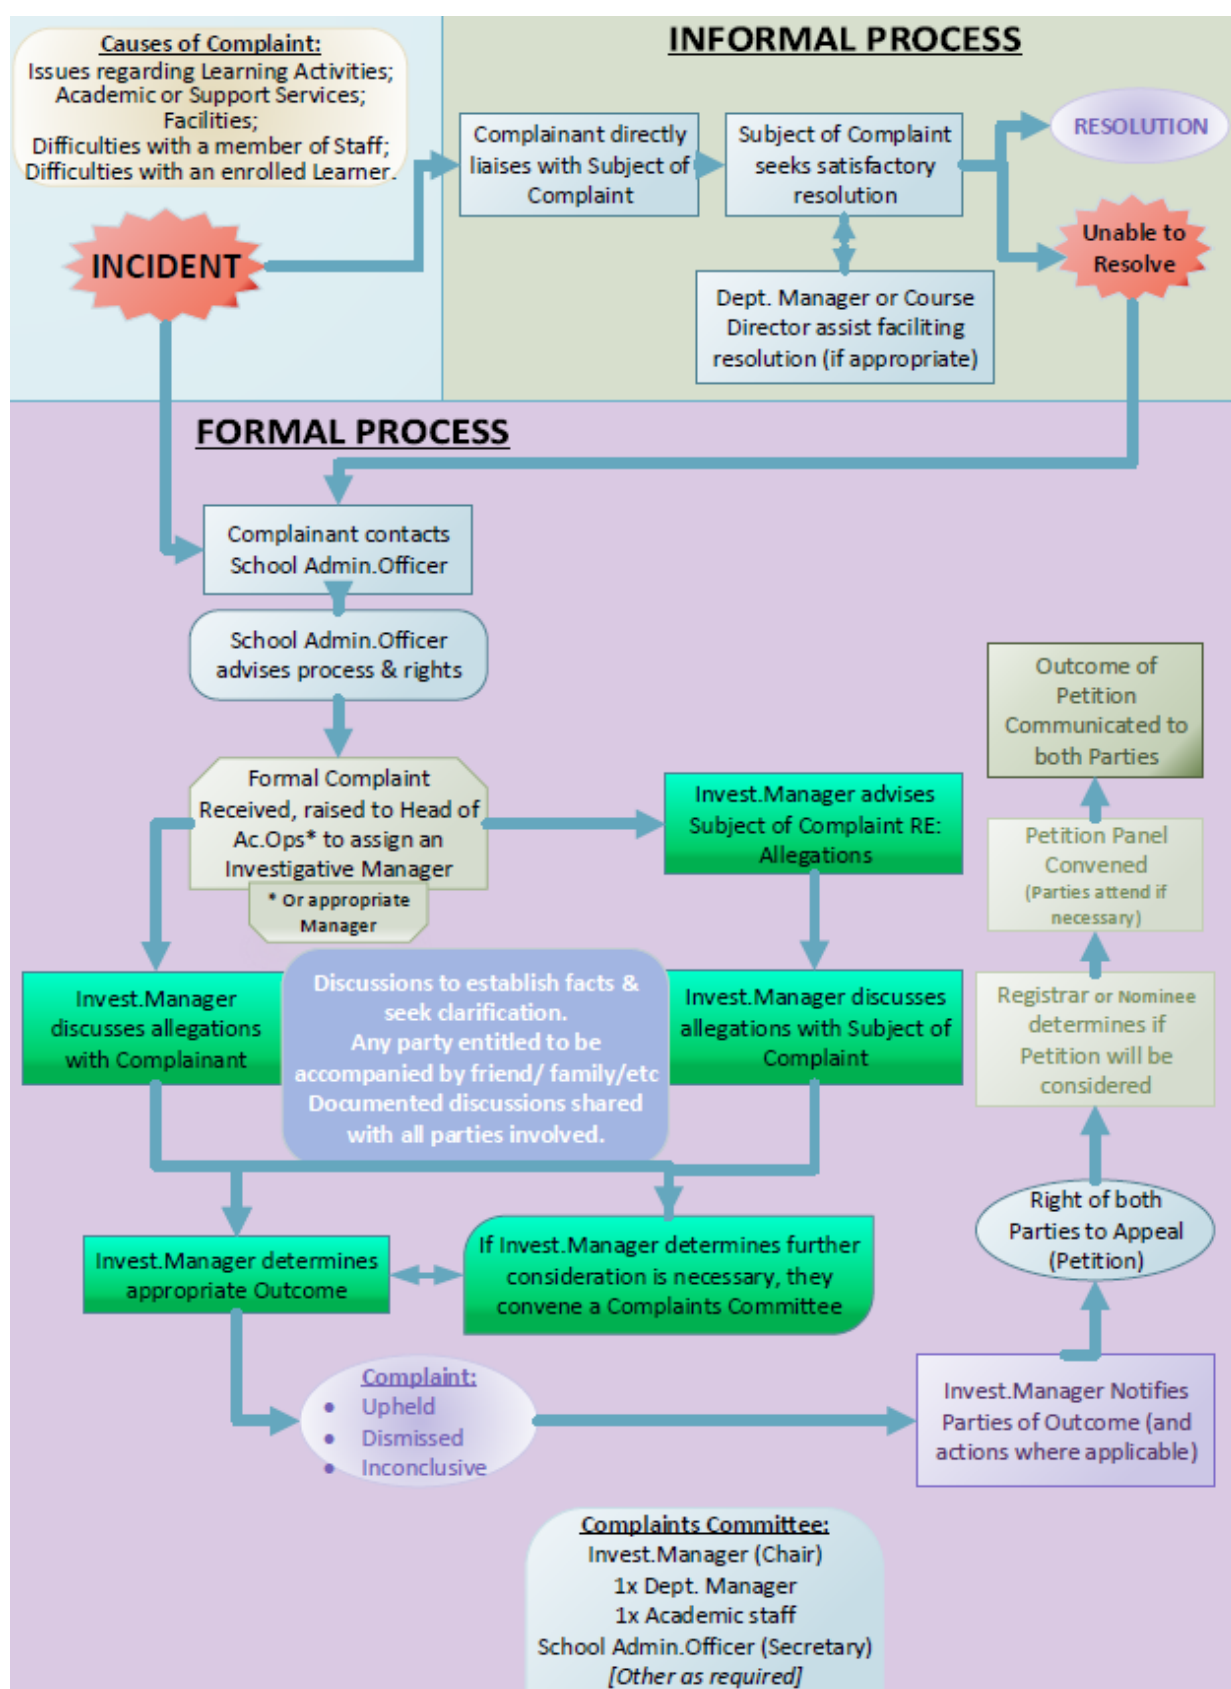 Causes of Complaint:
Issues regarding Learning Activities;
Academic or Support Services;
Facilities;
Difficulties with a member of Staff;
Difficulties with an enrolled Learner.
INCIDENT
INFORMAL PROCESS
Complainant directly
liaises with Subject of
Complaint
Subject of Complaint
seeks satisfactory
resolution
RESOLUTION
Unable to
Resolve
Dept. Manager or Course
Director assist faciliting
resolution (if appropriate)
FORMAL PROCESS
Complainant contacts
School Admin.Officer
School Admin.Officer
advises process & rights
Formal Complaint
Received, raised to Head of
Ac.Ops* to assign an
Investigative Manager
* Or appropriate
Manager
Invest.Manager advises
Subject of Complaint RE:
Allegations
Invest.Manager
discusses allegations
with Complainant
Discussions to establish facts &
seek clarification.
Any party entitled to be
accompanied by friend/ family/etc
Documented discussions shared
with all parties involved.
Invest.Manager discusses
allegations with Subject of
Complaint
Invest.Manager determines
appropriate Outcome
If Invest.Manager determines further
consideration is necessary, they
convene a Complaints Committee
Complaint:
• Upheld
• Dismissed
• Inconclusive
Invest.Manager Notifies
Parties of Outcome (and
actions where applicable)
Right of both
Parties to Appeal
(Petition)
Registrar or Nominee
determines if
Petition will be
considered
Petition Panel
Convened
(Parties attend if
necessary)
Outcome of
Petition
Communicated to
both Parties
Complaints Committee:
Invest.Manager (Chair)
1x Dept. Manager
1x Academic staff
School Admin.Officer (Secretary)
[Other as required]